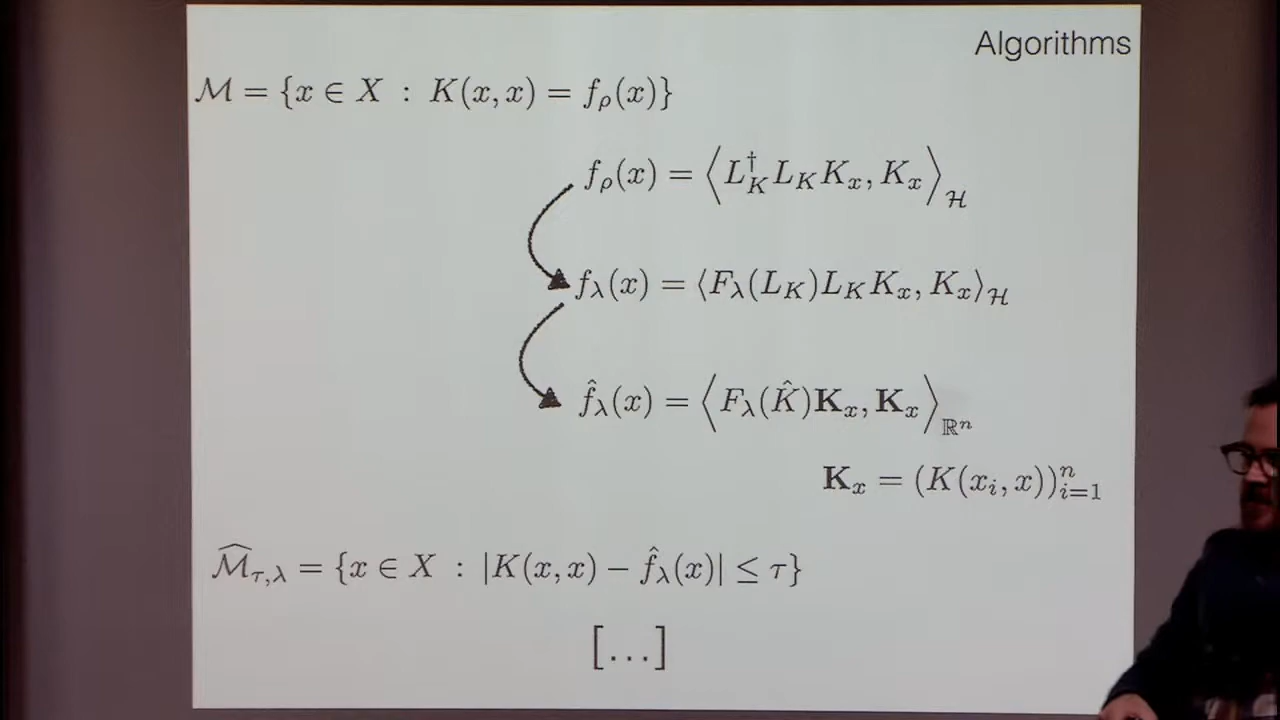 Algorithms
ℳ = {x ∈ X : K(x, x) = f_ρ(x)}
f_ρ(x) = ⟨L_K^† L_K K_x, K_x⟩_ℋ
f_λ(x) = ⟨F_λ(L_K)L_K K_x, K_x⟩_ℋ
f̂_λ(x) = ⟨F_λ(K̂)𝐊_x, 𝐊_x⟩_{ℝ^n}
𝐊_x = (K(x_i, x))_{i=1}^n
ℳ̂_{τ,λ} = {x ∈ X : |K(x, x) − f̂_λ(x)| ≤ τ}
[...]